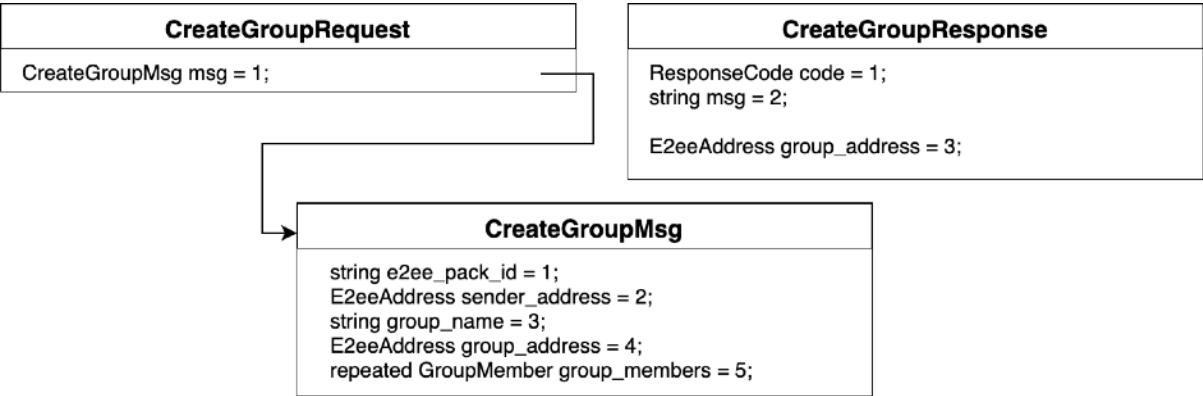 CreateGroupRequest
CreateGroupMsg msg = 1;
CreateGroupResponse
ResponseCode code = 1;
string msg = 2;
E2eeAddress group_address = 3;
CreateGroupMsg
string e2ee_pack_id = 1;
E2eeAddress sender_address = 2;
string group_name = 3;
E2eeAddress group_address = 4;
repeated GroupMember group_members = 5;